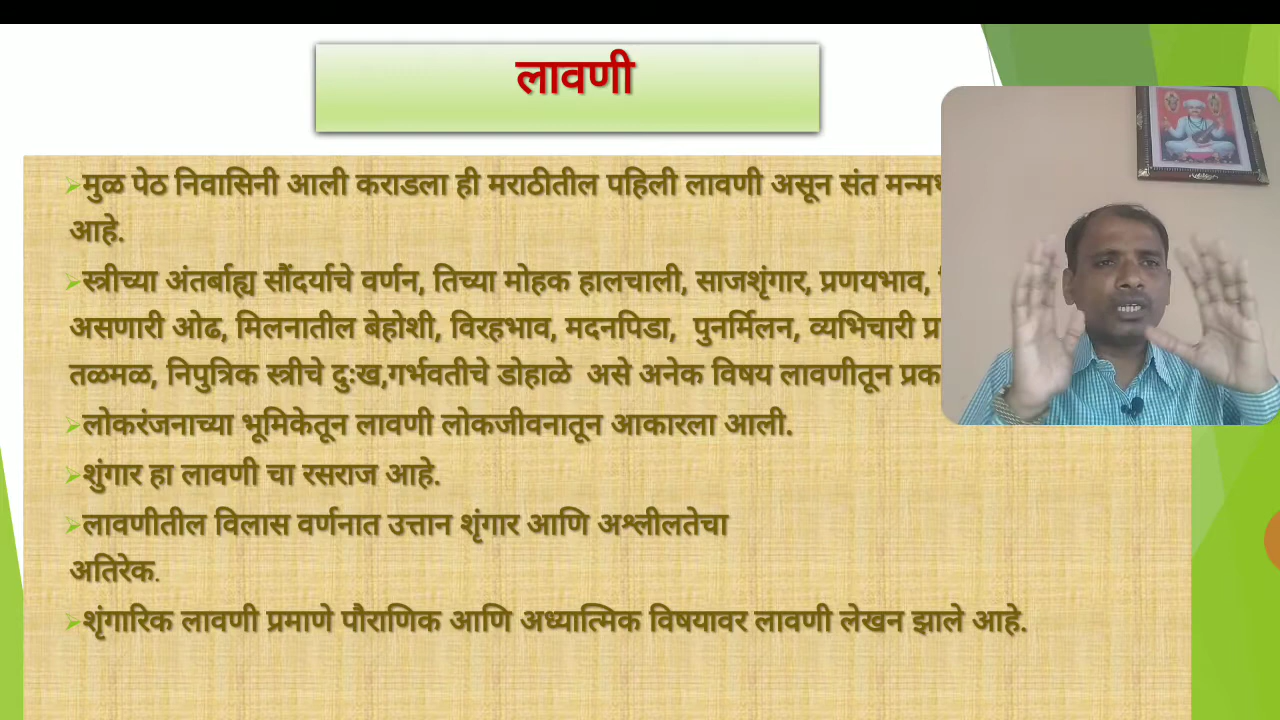 लावणी
मुळ पेठ निवासिनी आली कराडला ही मराठीतील पहिली लावणी असून संत
आहे.
स्त्रीच्या अंतर्बाह्य सौंदर्याचे वर्णन, तिच्या मोहक हालचाली, साजशृंगार, प्रणयभाव,
असणारी ओढ, मिलनातील बेहोशी, विरहभाव, मदनपिडा, पुनर्मिलन, व्यभिचारी
तळमळ, निपुत्रिक स्त्रीचे दुःख,गर्भवतीचे डोहाळे असे अनेक विषय लावणीतून
लोकरंजनाच्या भूमिकेतून लावणी लोकजीवनातून आकारला आली.
शुंगार हा लावणी चा रसराज आहे.
लावणीतील विलास वर्णनात उत्तान शृंगार आणि अश्लीलतेचा
अतिरेक.
शृंगारिक लावणी प्रमाणे पौराणिक आणि अध्यात्मिक विषयावर लावणी लेखन झाले आहे.